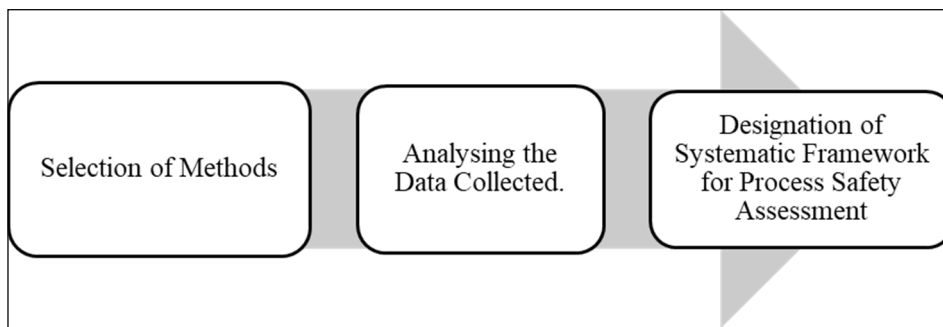 Selection of Methods
Analysing the
Data Collected.
Designation of
Systematic Framework
for Process Safety
Assessment